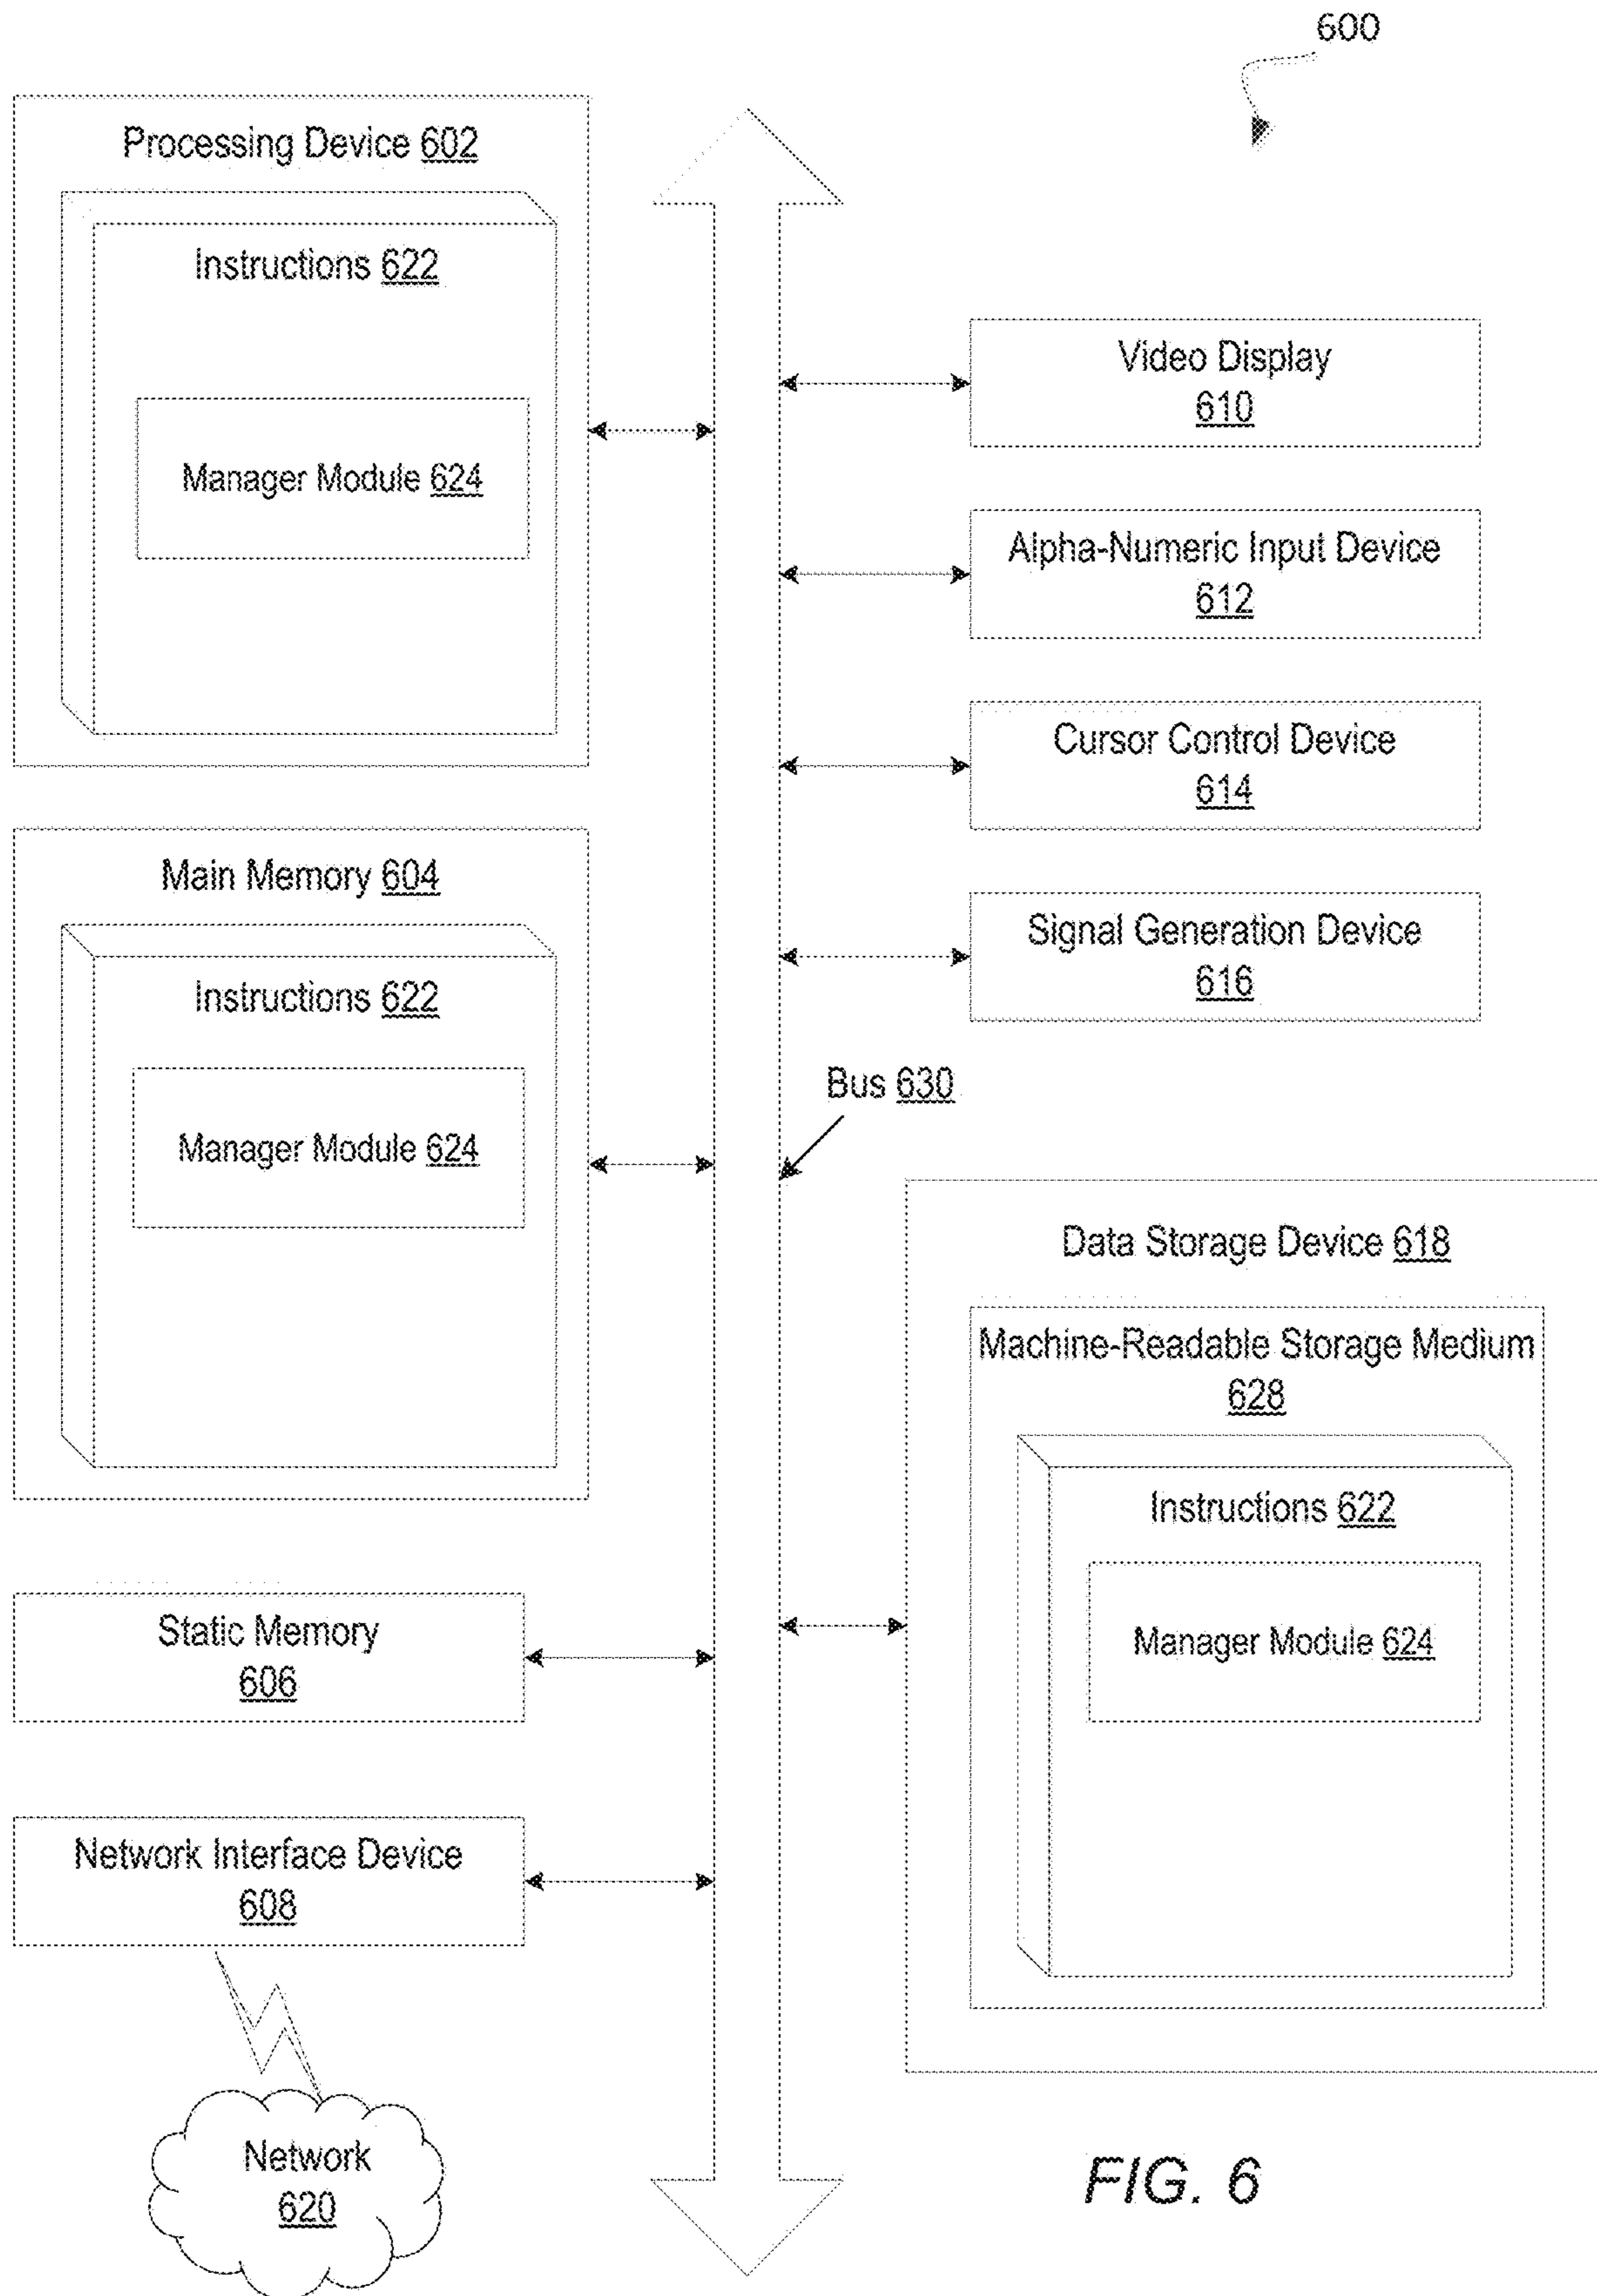 600
Processing Device 602
Instructions 622
Manager Module 624
Video Display
610
Alpha-Numeric Input Device
612
Cursor Control Device
614
Signal Generation Device
616
Main Memory 604
Instructions 622
Manager Module 624
Bus 630
Data Storage Device 618
Machine-Readable Storage Medium
628
Instructions 622
Manager Module 624
Static Memory
606
Network Interface Device
608
Network
620
FIG. 6